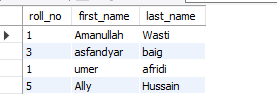 roll_no first_name last_name
1 Amanullah Wasti
3 asfandyar baig
1 umer afridi
5 Ally Hussain